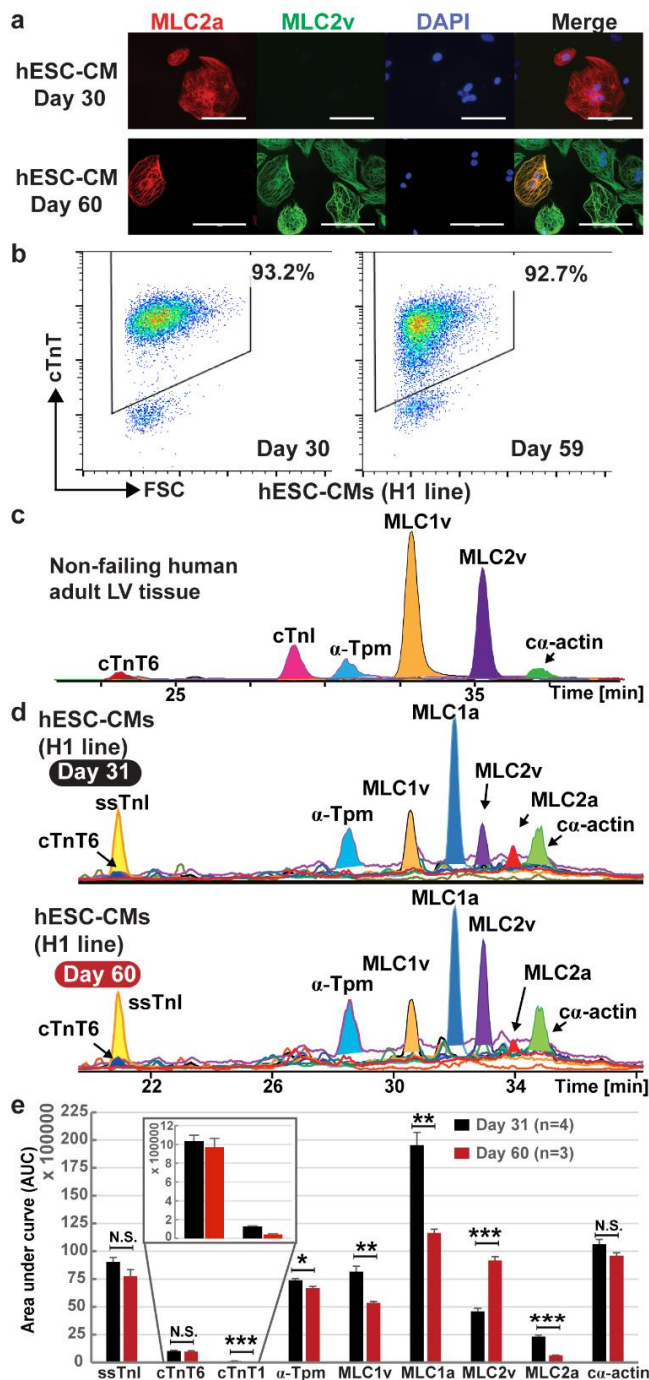 a
MLC2a MLC2v DAPI Merge
hESC-CM
Day 30
hESC-CM
Day 60
b
93.2%
92.7%
cTnT
Day 30
Day 59
FSC
hESC-CMs (H1 line)
c
Non-failing human
adult LV tissue
cTnT6
cTnI
α-Tpm
MLC1v
MLC2v
cα-actin
25 35 Time [min]
d
hESC-CMs
(H1 line)
Day 31
ssTnI
cTnT6
α-Tpm
MLC1v
MLC1a
MLC2v
MLC2a
cα-actin
hESC-CMs
(H1 line)
Day 60
ssTnI
cTnT6
α-Tpm
MLC1v
MLC1a
MLC2v
MLC2a
cα-actin
22 26 30 34 Time [min]
e
Area under curve (AUC)
x 100000
225
200
175
150
125
100
75
50
25
0
x 100000
12
10
8
6
4
2
0
Day 31 (n=4)
Day 60 (n=3)
N.S. N.S. *** * ** ** *** *** N.S.
ssTnI cTnT6 cTnT1 α-Tpm MLC1v MLC1a MLC2v MLC2a cα-actin